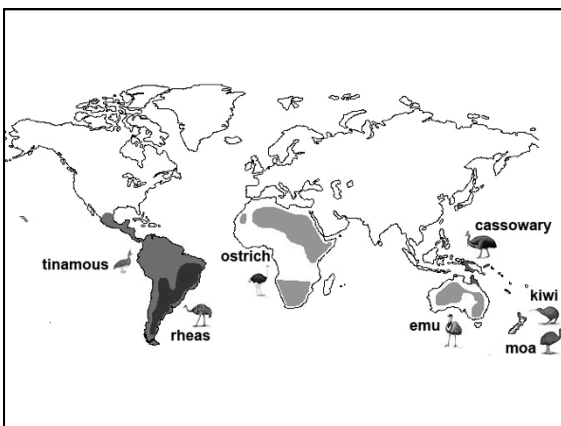 cassowary
ostrich
tinamous
kiwi
emu
rheas
moa